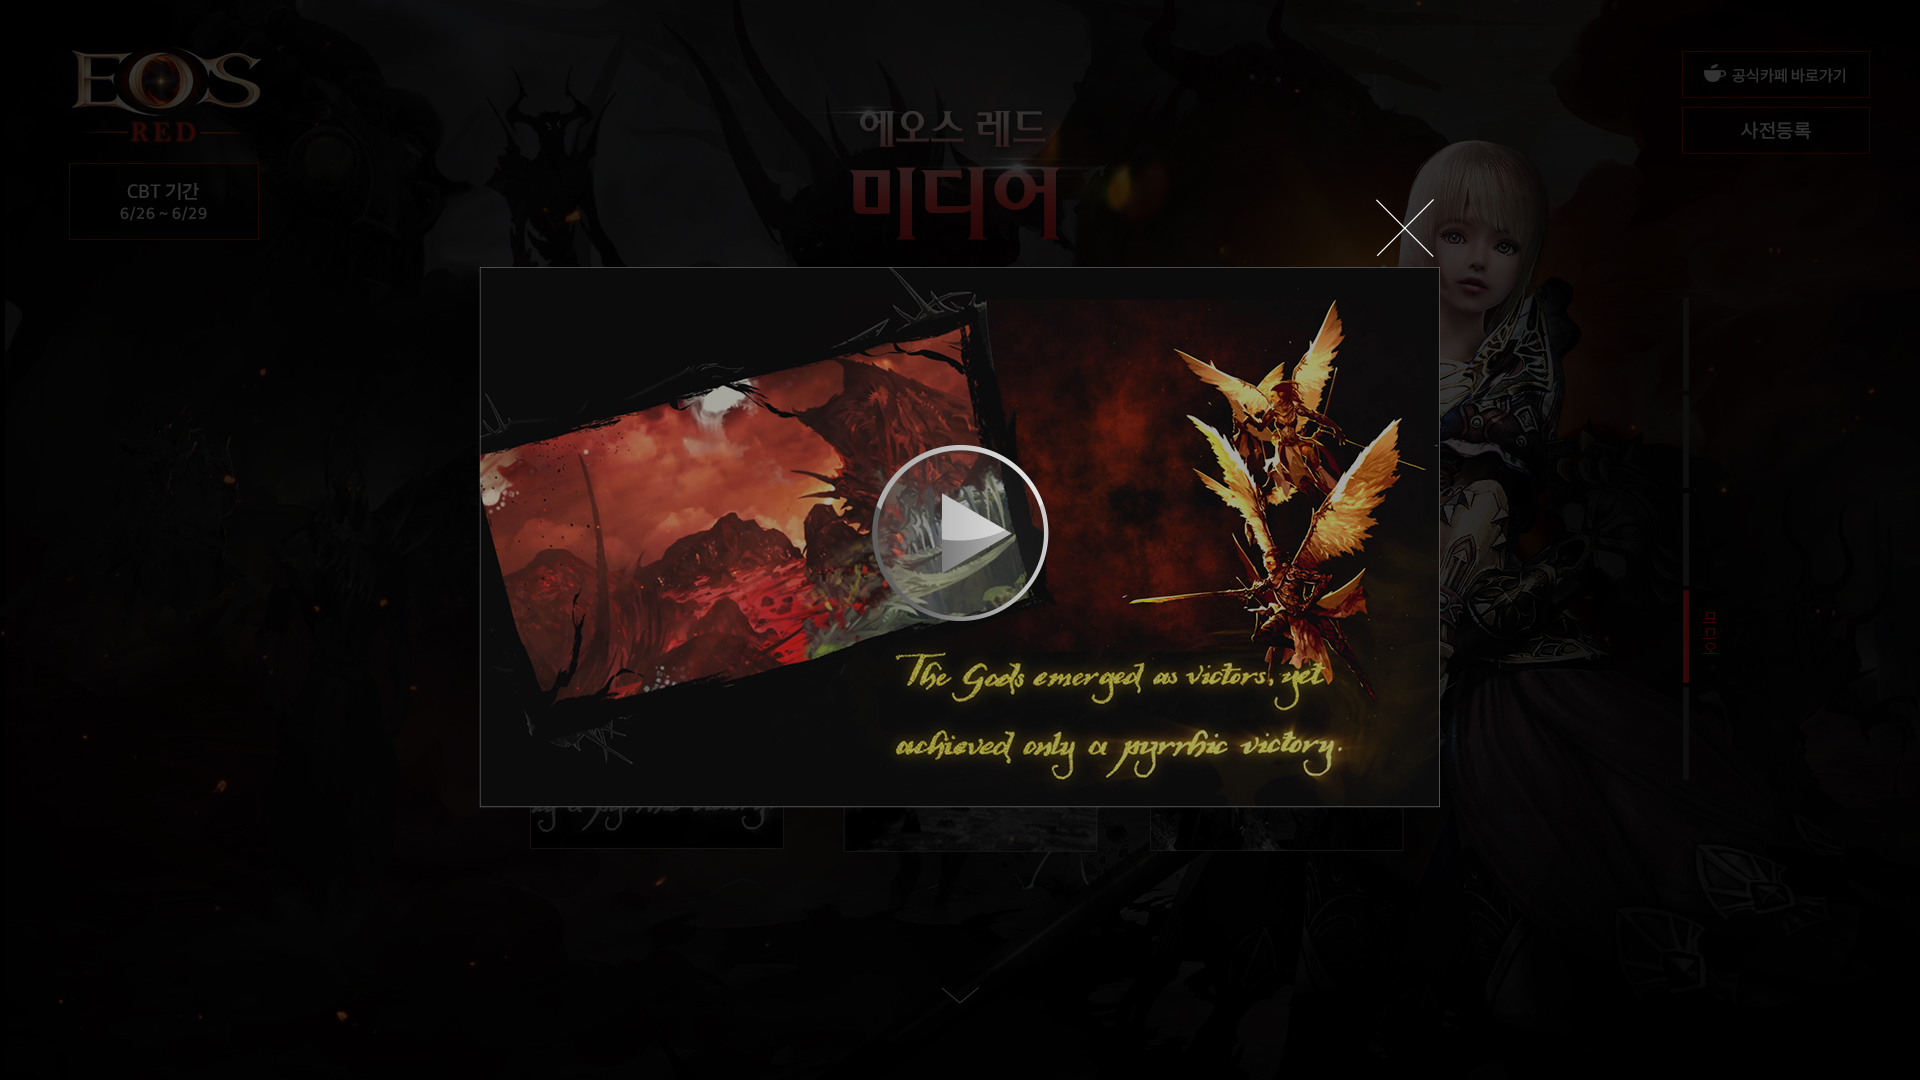 EOS
RED
CBT 기간
6/26 ~ 6/29
에오스 레드
미디어
공식카페 바로가기
사전등록
The Gods emerged as victors, yet
achieved only a pyrrhic victory.
미디어